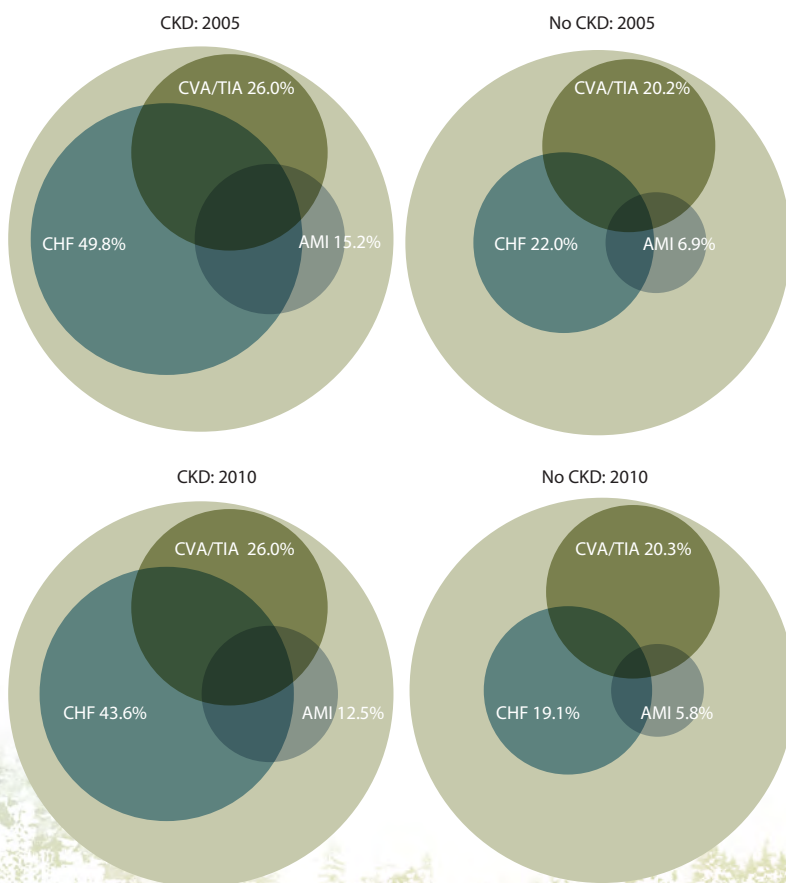 CKD: 2005
No CKD: 2005
CVA/TIA 26.0%
CVA/TIA 20.2%
CHF 49.8%
AMI 15.2%
CHF 22.0%
AMI 6.9%
CKD: 2010
No CKD: 2010
CVA/TIA 26.0%
CVA/TIA 20.3%
CHF 43.6%
AMI 12.5%
CHF 19.1%
AMI 5.8%